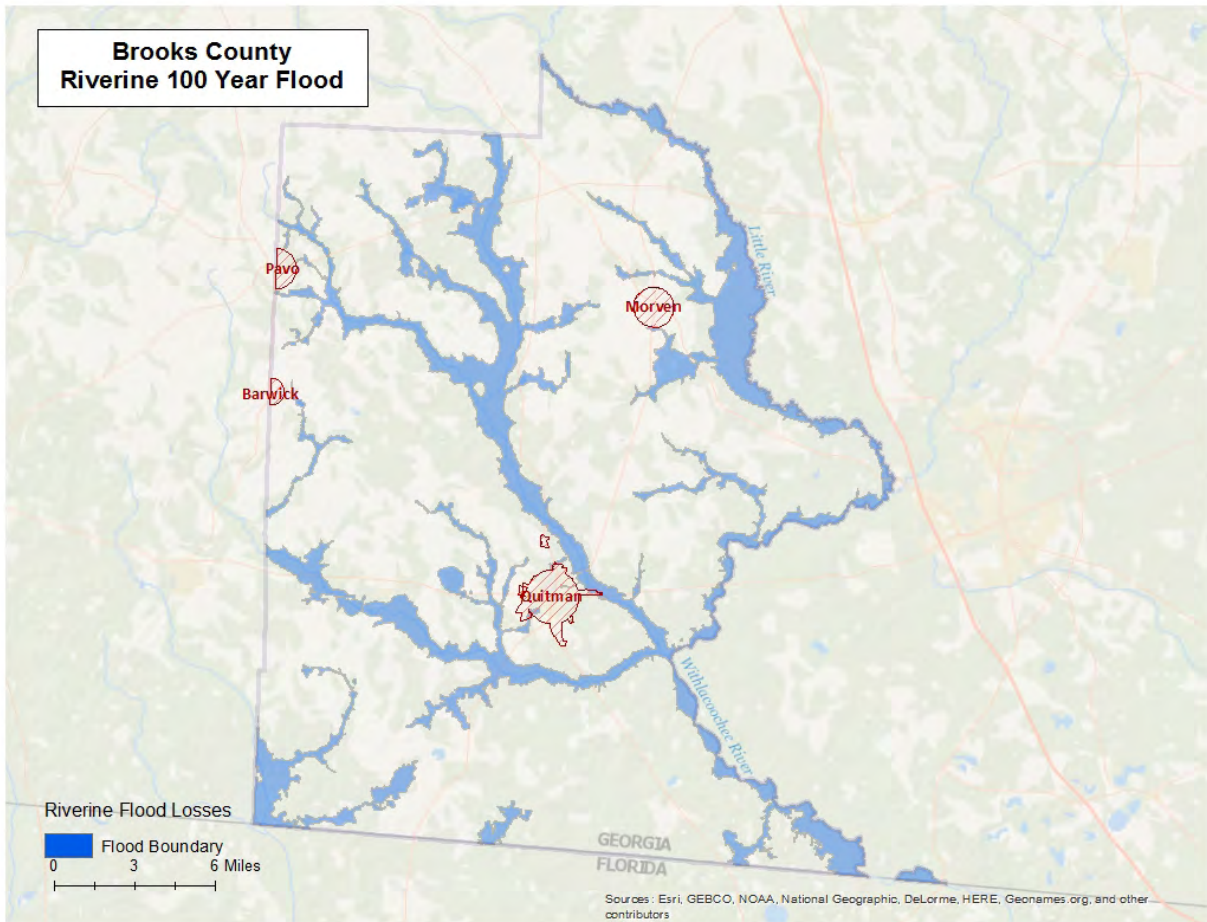 Brooks County
Riverine 100 Year Flood
Little River
Pavo
Morven
Barwick
Quitman
Withlacoochee River
Riverine Flood Losses
Flood Boundary
0 3 6 Miles
GEORGIA
FLORIDA
Sources: Esri, GEBCO, NOAA, National Geographic, DeLorme, HERE, Geonames.org, and other
contributors